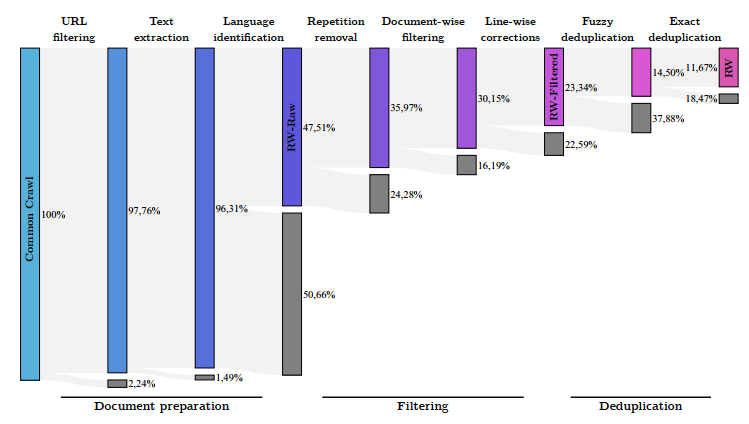 URL
filtering
Text
extraction
Language
identification
Repetition
removal
Document-wise
filtering
Line-wise
corrections
Fuzzy
deduplication
Exact
deduplication
Common Crawl
100%
97,76%
2,24%
96,31%
1,49%
RW-Raw
47,51%
50,66%
35,97%
24,28%
30,15%
16,19%
RW-Filtered
23,34%
22,59%
14,50%
37,88%
11,67%
RW
18,47%
Document preparation
Filtering
Deduplication